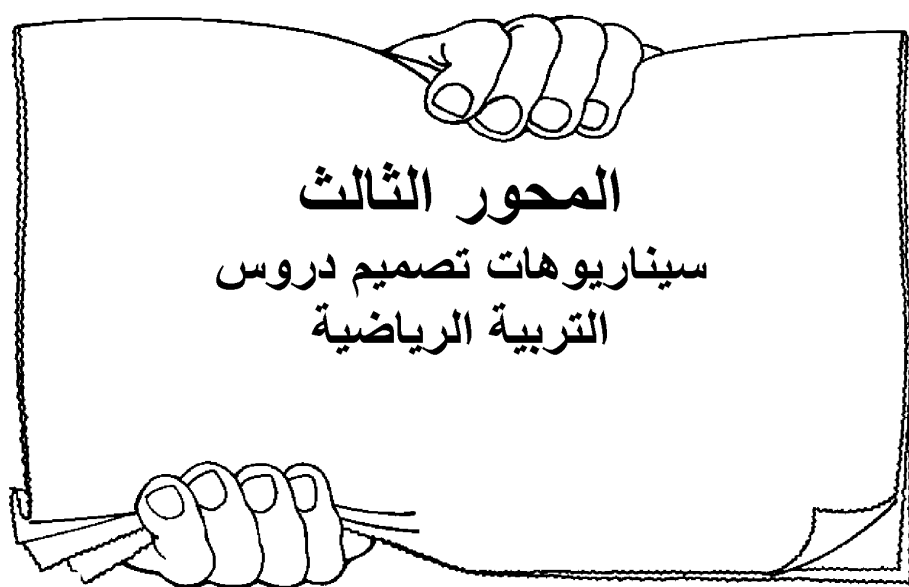 المحور الثالث
سيناريوهات تصميم دروس
التربية الرياضية